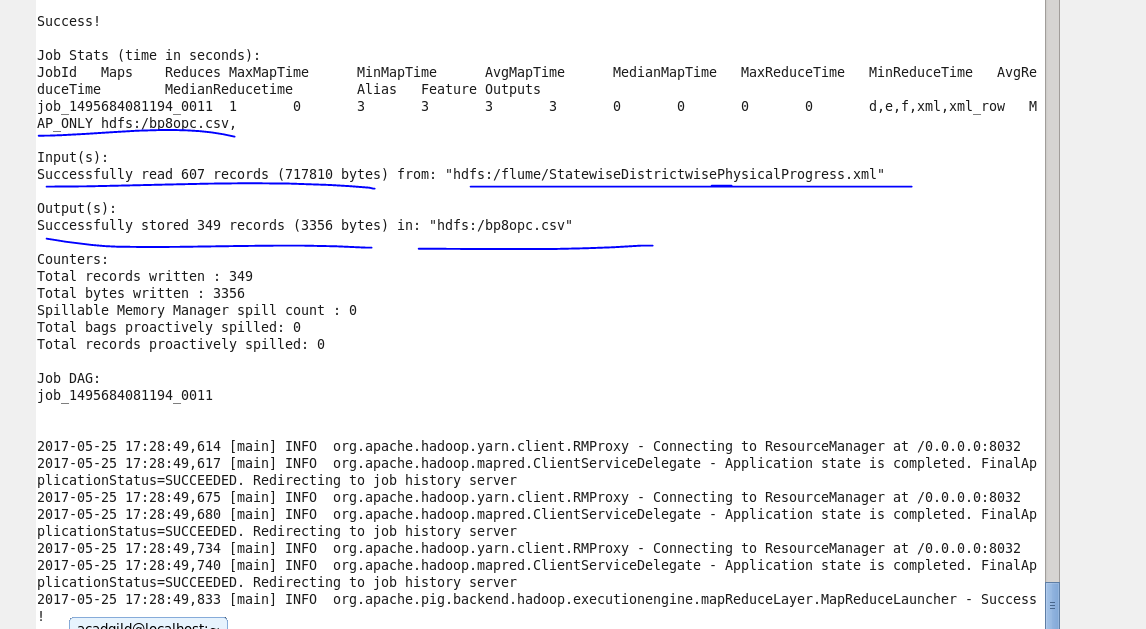 Success!
Job Stats (time in seconds):
JobId Maps Reduces MaxMapTime MinMapTime AvgMapTime MedianMapTime MaxReduceTime MinReduceTime AvgRe
duceTime MedianReducetime Alias Feature Outputs
job_1495684081194_0011 1 0 3 3 3 3 0 0 0 0 d,e,f,xml,xml_row M
AP_ONLY hdfs:/bp8opc.csv,
Input(s):
Successfully read 607 records (717810 bytes) from: "hdfs:/flume/StatewiseDistrictwisePhysicalProgress.xml"
Output(s):
Successfully stored 349 records (3356 bytes) in: "hdfs:/bp8opc.csv"
Counters:
Total records written : 349
Total bytes written : 3356
Spillable Memory Manager spill count : 0
Total bags proactively spilled: 0
Total records proactively spilled: 0
Job DAG:
job_1495684081194_0011
2017-05-25 17:28:49,614 [main] INFO org.apache.hadoop.yarn.client.RMProxy - Connecting to ResourceManager at /0.0.0.0:8032
2017-05-25 17:28:49,617 [main] INFO org.apache.hadoop.mapred.ClientServiceDelegate - Application state is completed. FinalAp
plicationStatus=SUCCEEDED. Redirecting to job history server
2017-05-25 17:28:49,675 [main] INFO org.apache.hadoop.yarn.client.RMProxy - Connecting to ResourceManager at /0.0.0.0:8032
2017-05-25 17:28:49,680 [main] INFO org.apache.hadoop.mapred.ClientServiceDelegate - Application state is completed. FinalAp
plicationStatus=SUCCEEDED. Redirecting to job history server
2017-05-25 17:28:49,734 [main] INFO org.apache.hadoop.yarn.client.RMProxy - Connecting to ResourceManager at /0.0.0.0:8032
2017-05-25 17:28:49,740 [main] INFO org.apache.hadoop.mapred.ClientServiceDelegate - Application state is completed. FinalAp
plicationStatus=SUCCEEDED. Redirecting to job history server
2017-05-25 17:28:49,833 [main] INFO org.apache.pig.backend.hadoop.executionengine.mapReduceLayer.MapReduceLauncher - Success
!
acadgild@localhost:~